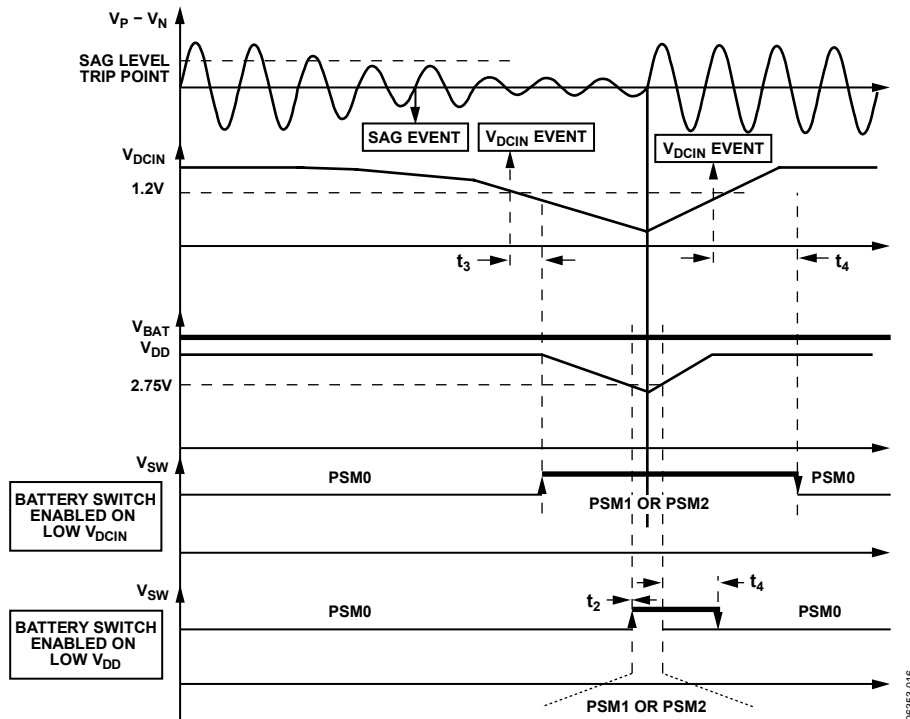 VP – VN
SAG LEVEL
TRIP POINT
SAG EVENT
VDCIN EVENT
VDCIN EVENT
VDCIN
1.2V
t3
t4
VBAT
VDD
2.75V
VSW
PSM0
PSM0
BATTERY SWITCH
ENABLED ON
LOW VDCIN
PSM1 OR PSM2
VSW
t4
t2
PSM0
PSM0
BATTERY SWITCH
ENABLED ON
LOW VDD
PSM1 OR PSM2
06353-016